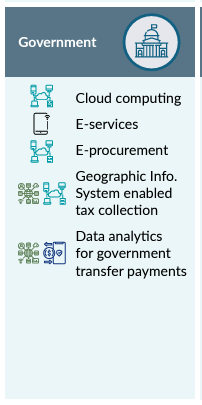 Government
Cloud computing
E-services
E-procurement
Geographic Info.
System enabled
tax collection
Data analytics
for government
transfer payments